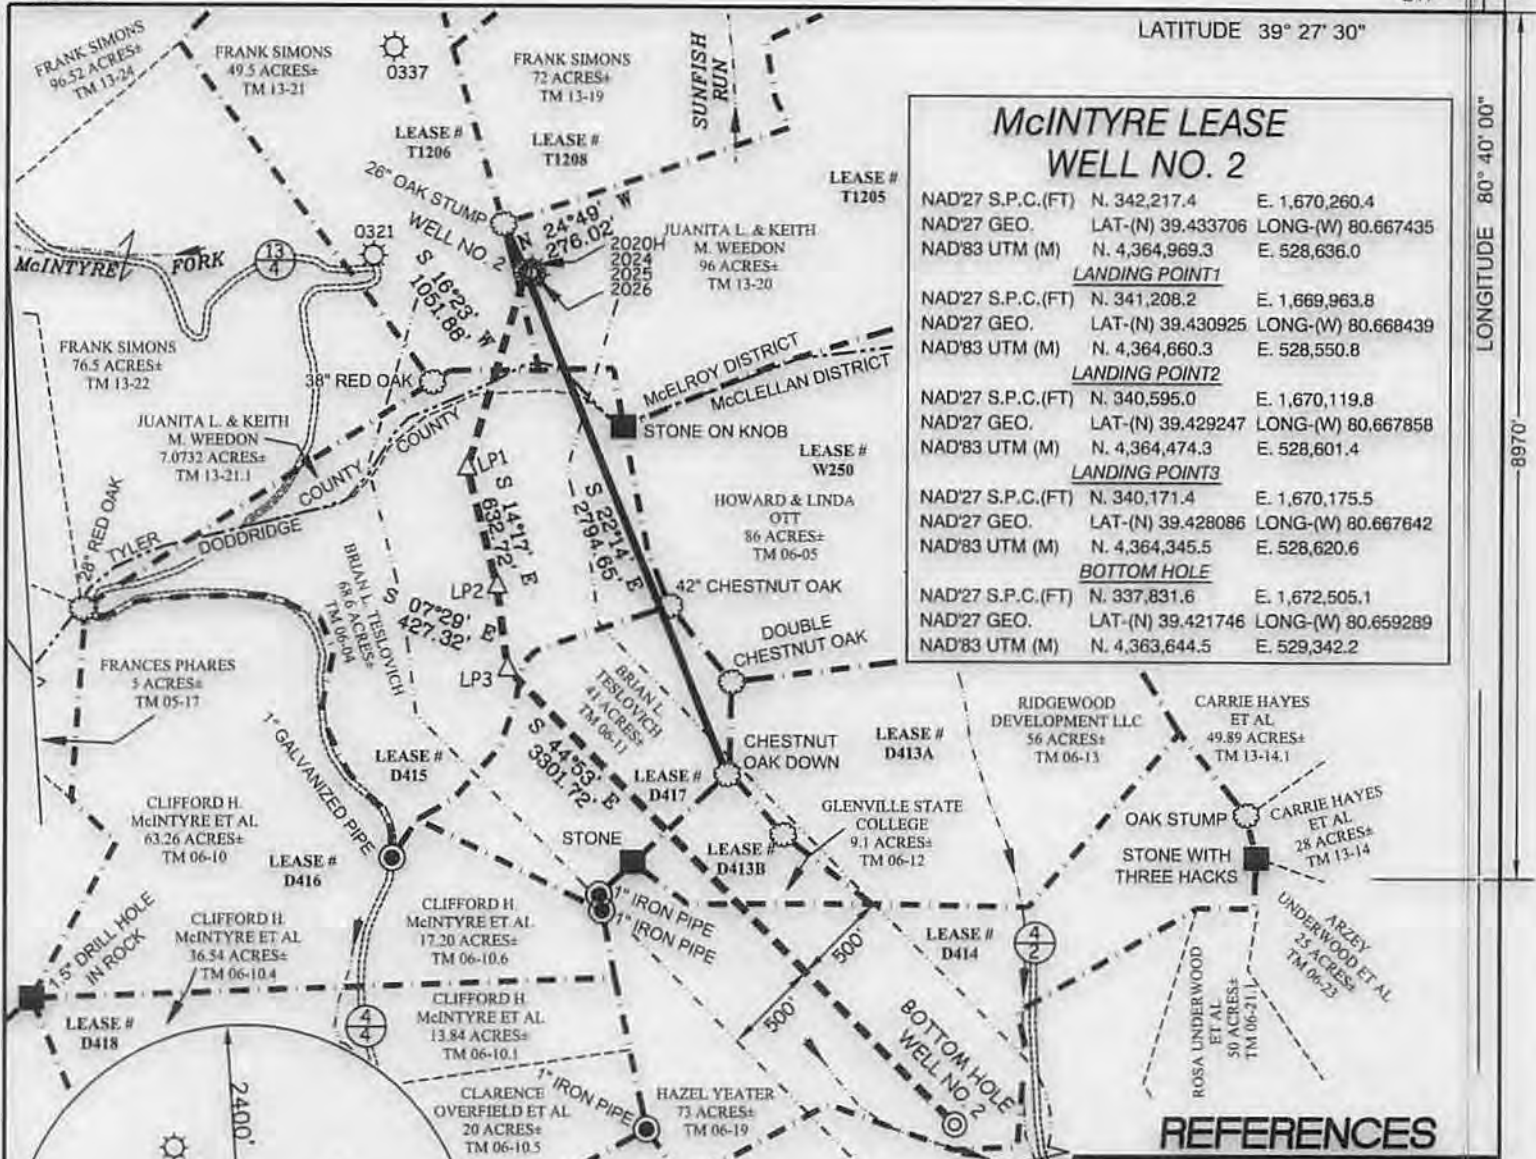 LATITUDE 39° 27' 30"
FRANK SIMONS
96.52 ACRES±
TM 13-24
FRANK SIMONS
49.5 ACRES±
TM 13-21
0337
FRANK SIMONS
72 ACRES±
TM 13-19
SUNFISH
RUN
LEASE #
T1206
LEASE #
T1208
LEASE #
T1205
26" OAK STUMP
WELL NO. 2
N 24°49' W
276.02'
2020H
2024
2025
2026
JUANITA L. & KEITH
M. WEEDON
96 ACRES±
TM 13-20
0321
13
4
McINTYRE FORK
S 16°23' W
1051.88'
FRANK SIMONS
76.5 ACRES±
TM 13-22
38" RED OAK
McELROY DISTRICT
McCLELLAN DISTRICT
STONE ON KNOB
JUANITA L. & KEITH
M. WEEDON
7.0732 ACRES±
TM 13-21.1
COUNTY
COUNTY
TYLER
DODDRIDGE
28" RED OAK
LP1
S 14°17' E
632.72'
S 22°14' E
2794.65'
LEASE #
W250
HOWARD & LINDA
OTT
86 ACRES±
TM 06-05
BRIAN L. TESLOVICH
68.6 ACRES±
TM 06-04
LP2
S 07°29' E
427.32'
42" CHESTNUT OAK
DOUBLE
CHESTNUT OAK
LP3
FRANCES PHARES
5 ACRES±
TM 05-17
BRIAN L.
TESLOVICH
41 ACRES±
TM 06-11
S 44°53' E
3301.72'
1" GALVANIZED PIPE
LEASE #
D415
LEASE #
D417
CHESTNUT
OAK DOWN
LEASE #
D413A
RIDGEWOOD
DEVELOPMENT LLC
56 ACRES±
TM 06-13
CARRIE HAYES
ET AL
49.89 ACRES±
TM 13-14.1
CLIFFORD H.
McINTYRE ET AL
63.26 ACRES±
TM 06-10
LEASE #
D416
STONE
LEASE #
D413B
GLENVILLE STATE
COLLEGE
9.1 ACRES±
TM 06-12
OAK STUMP
CARRIE HAYES
ET AL
28 ACRES±
TM 13-14
STONE WITH
THREE HACKS
1.5" DRILL HOLE
IN ROCK
CLIFFORD H.
McINTYRE ET AL
36.54 ACRES±
TM 06-10.4
CLIFFORD H.
McINTYRE ET AL
17.20 ACRES±
TM 06-10.6
1" IRON PIPE
1" IRON PIPE
500'
500'
LEASE #
D414
4
2
ARZEY
UNDERWOOD ET AL
25 ACRES±
TM 06-23
ROSA UNDERWOOD
ET AL
50 ACRES±
TM 06-21.1
LEASE #
D418
4
4
CLIFFORD H.
McINTYRE ET AL
13.84 ACRES±
TM 06-10.1
2400'
CLARENCE
OVERFIELD ET AL
20 ACRES±
TM 06-10.5
1" IRON PIPE
HAZEL YEATER
73 ACRES±
TM 06-19
BOTTOM HOLE
WELL NO. 2
REFERENCES
McINTYRE LEASE
WELL NO. 2
NAD'27 S.P.C.(FT) N. 342,217.4 E. 1,670,260.4
NAD'27 GEO. LAT-(N) 39.433706 LONG-(W) 80.667435
NAD'83 UTM (M) N. 4,364,969.3 E. 528,636.0
LANDING POINT1
NAD'27 S.P.C.(FT) N. 341,208.2 E. 1,669,963.8
NAD'27 GEO. LAT-(N) 39.430925 LONG-(W) 80.668439
NAD'83 UTM (M) N. 4,364,660.3 E. 528,550.8
LANDING POINT2
NAD'27 S.P.C.(FT) N. 340,595.0 E. 1,670,119.8
NAD'27 GEO. LAT-(N) 39.429247 LONG-(W) 80.667858
NAD'83 UTM (M) N. 4,364,474.3 E. 528,601.4
LANDING POINT3
NAD'27 S.P.C.(FT) N. 340,171.4 E. 1,670,175.5
NAD'27 GEO. LAT-(N) 39.428086 LONG-(W) 80.667642
NAD'83 UTM (M) N. 4,364,345.5 E. 528,620.6
BOTTOM HOLE
NAD'27 S.P.C.(FT) N. 337,831.6 E. 1,672,505.1
NAD'27 GEO. LAT-(N) 39.421746 LONG-(W) 80.659289
NAD'83 UTM (M) N. 4,363,644.5 E. 529,342.2
LONGITUDE 80° 40' 00"
8970'